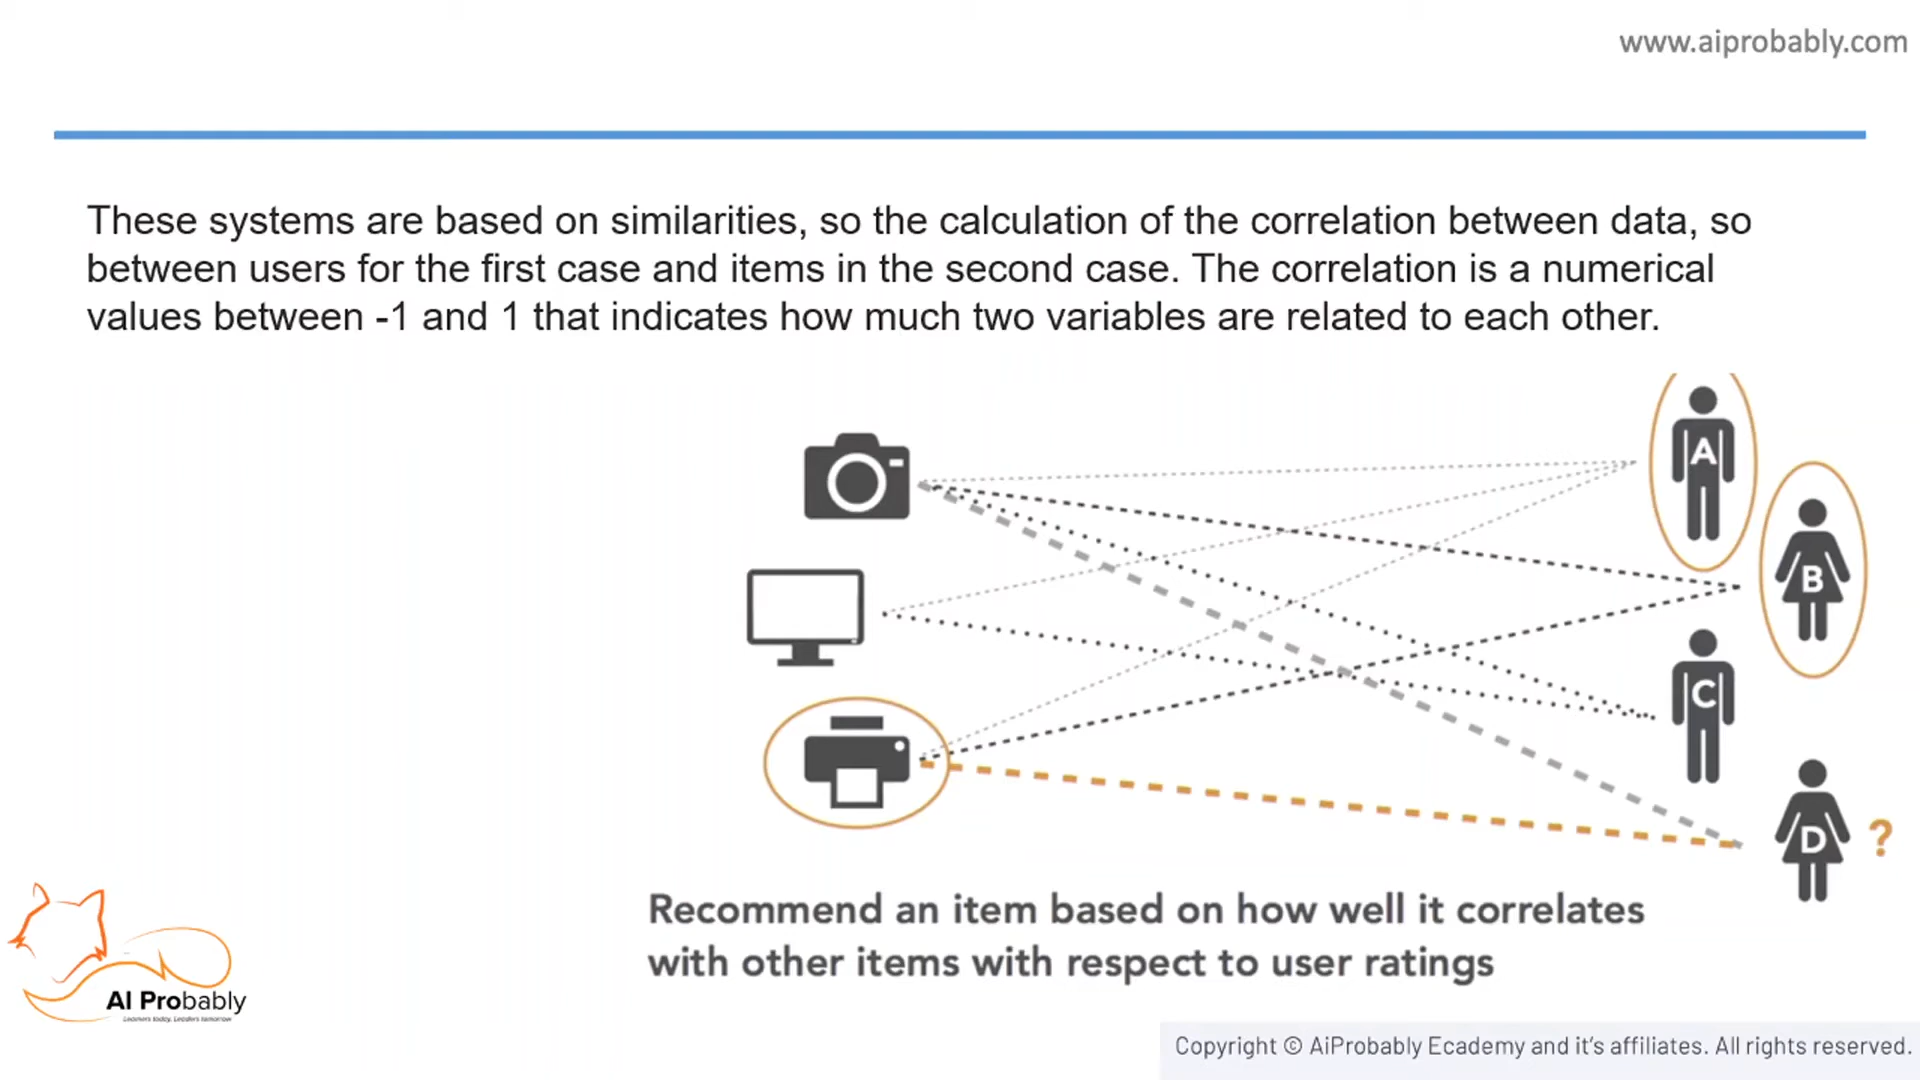 www.aiprobably.com
These systems are based on similarities, so the calculation of the correlation between data, so
between users for the first case and items in the second case. The correlation is a numerical
values between -1 and 1 that indicates how much two variables are related to each other.
A
B
C
D ?
Recommend an item based on how well it correlates
with other items with respect to user ratings
AI Probably
Learners today, Leaders tomorrow
Copyright © AiProbably Ecademy and it's affiliates. All rights reserved.